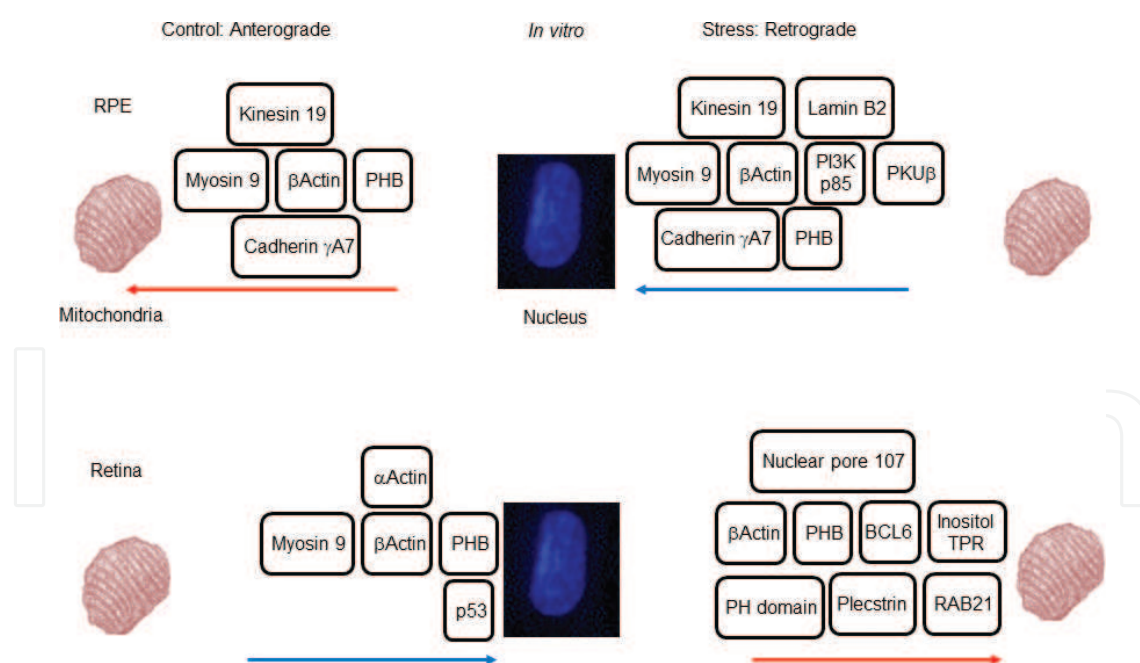 Control: Anterograde
In vitro
Stress: Retrograde
RPE
Kinesin 19
Myosin 9
βActin
PHB
Cadherin γA7
Kinesin 19
Lamin B2
Myosin 9
βActin
PI3K
p85
PKUβ
Cadherin γA7
PHB
Mitochondria
Nucleus
Retina
αActin
Myosin 9
βActin
PHB
p53
Nuclear pore 107
βActin
PHB
BCL6
Inositol
TPR
PH domain
Plecstrin
RAB21